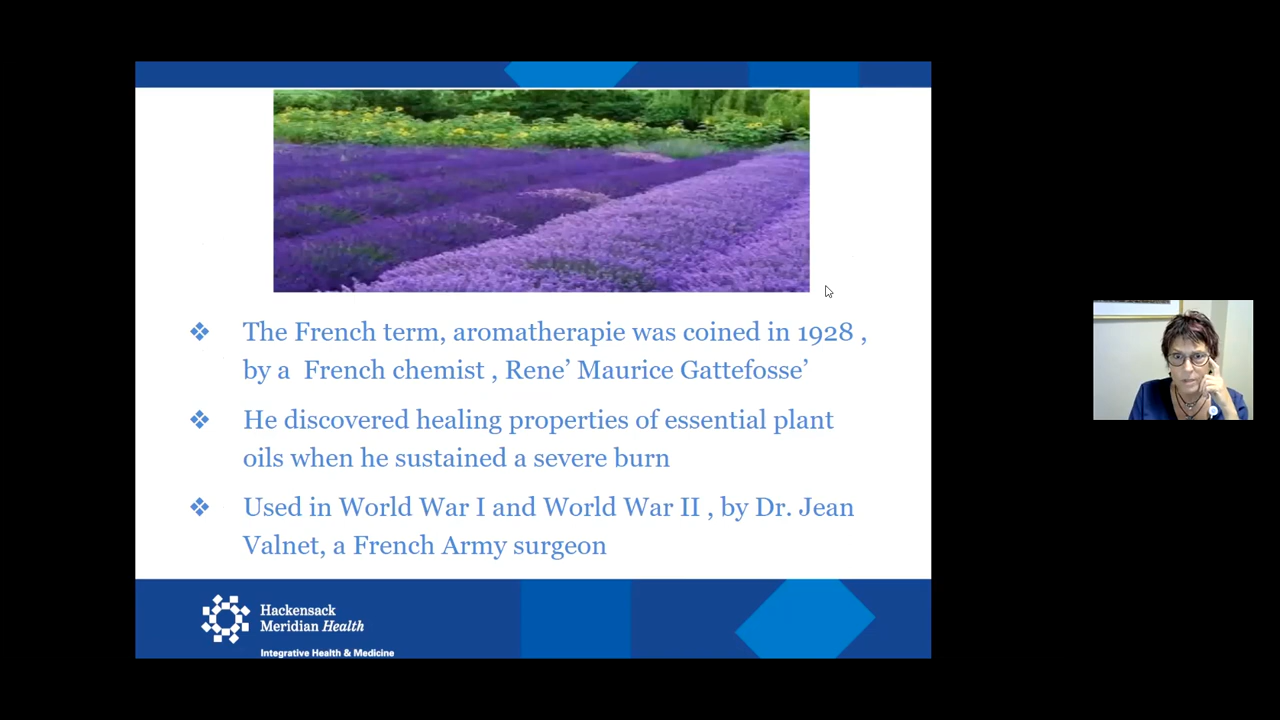 The French term, aromatherapie was coined in 1928 ,
by a  French chemist , Rene’ Maurice Gattefosse’
He discovered healing properties of essential plant
oils when he sustained a severe burn
Used in World War I and World War II , by Dr. Jean
Valnet, a French Army surgeon
Hackensack
Meridian Health
Integrative Health & Medicine